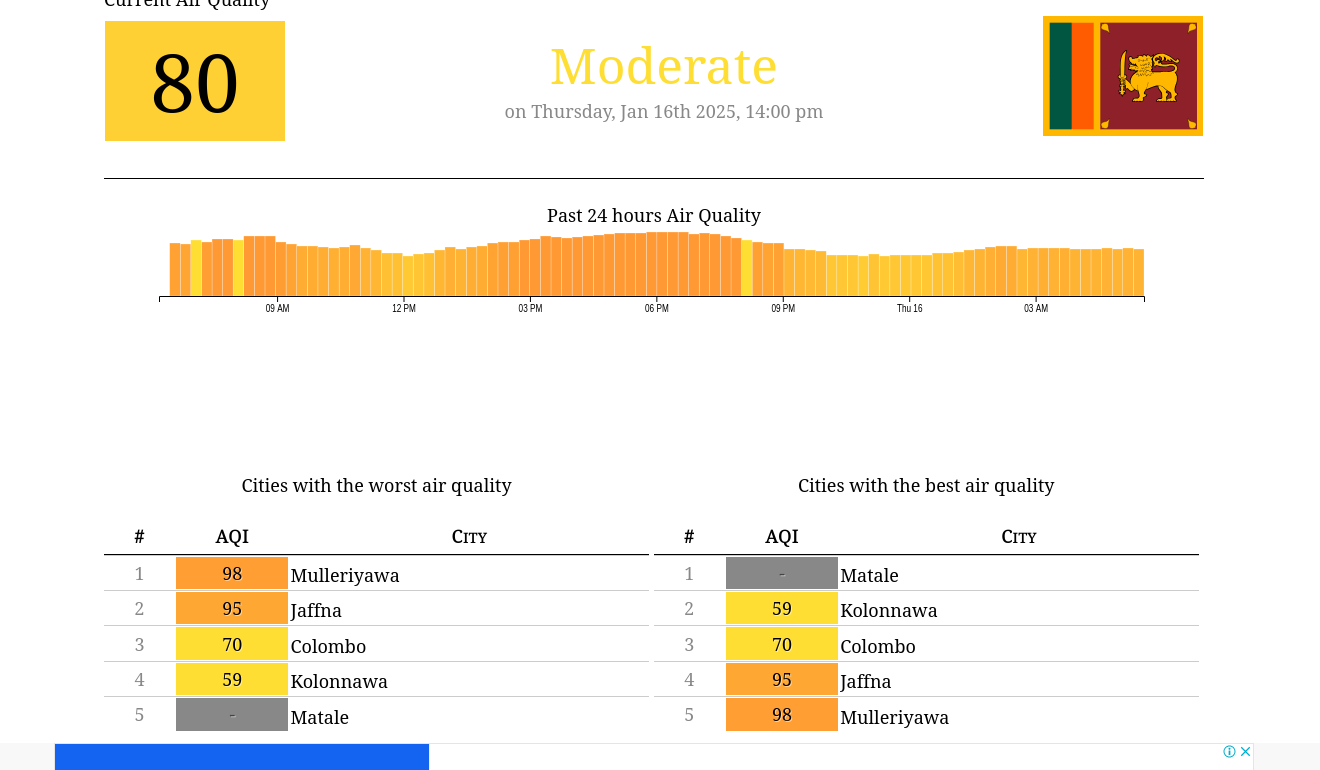 Current Air Quality
80
Moderate
on Thursday, Jan 16th 2025, 14:00 pm
Past 24 hours Air Quality
09 AM 12 PM 03 PM 06 PM 09 PM Thu 16 03 AM
Cities with the worst air quality
# AQI City
1 98 Mulleriyawa
2 95 Jaffna
3 70 Colombo
4 59 Kolonnawa
5 - Matale
Cities with the best air quality
# AQI City
1 - Matale
2 59 Kolonnawa
3 70 Colombo
4 95 Jaffna
5 98 Mulleriyawa